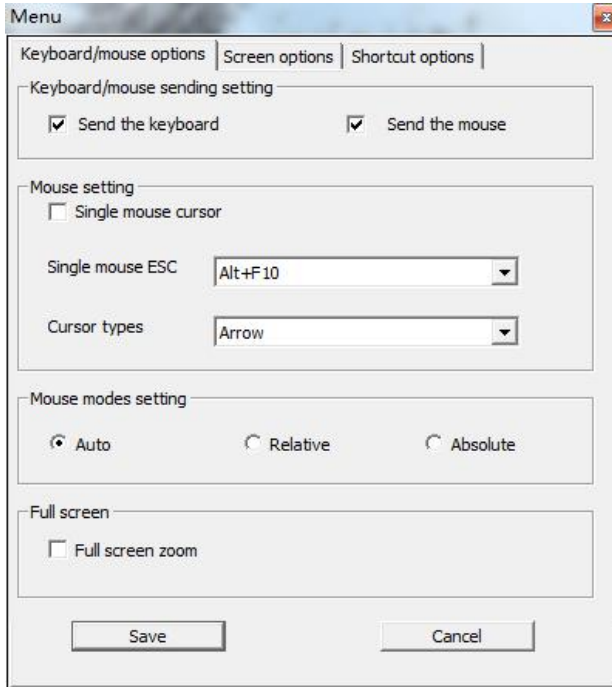 Menu
Keyboard/mouse options Screen options Shortcut options
Keyboard/mouse sending setting
Send the keyboard Send the mouse
Mouse setting
Single mouse cursor
Single mouse ESC Alt+F10
Cursor types Arrow
Mouse modes setting
Auto Relative Absolute
Full screen
Full screen zoom
Save Cancel